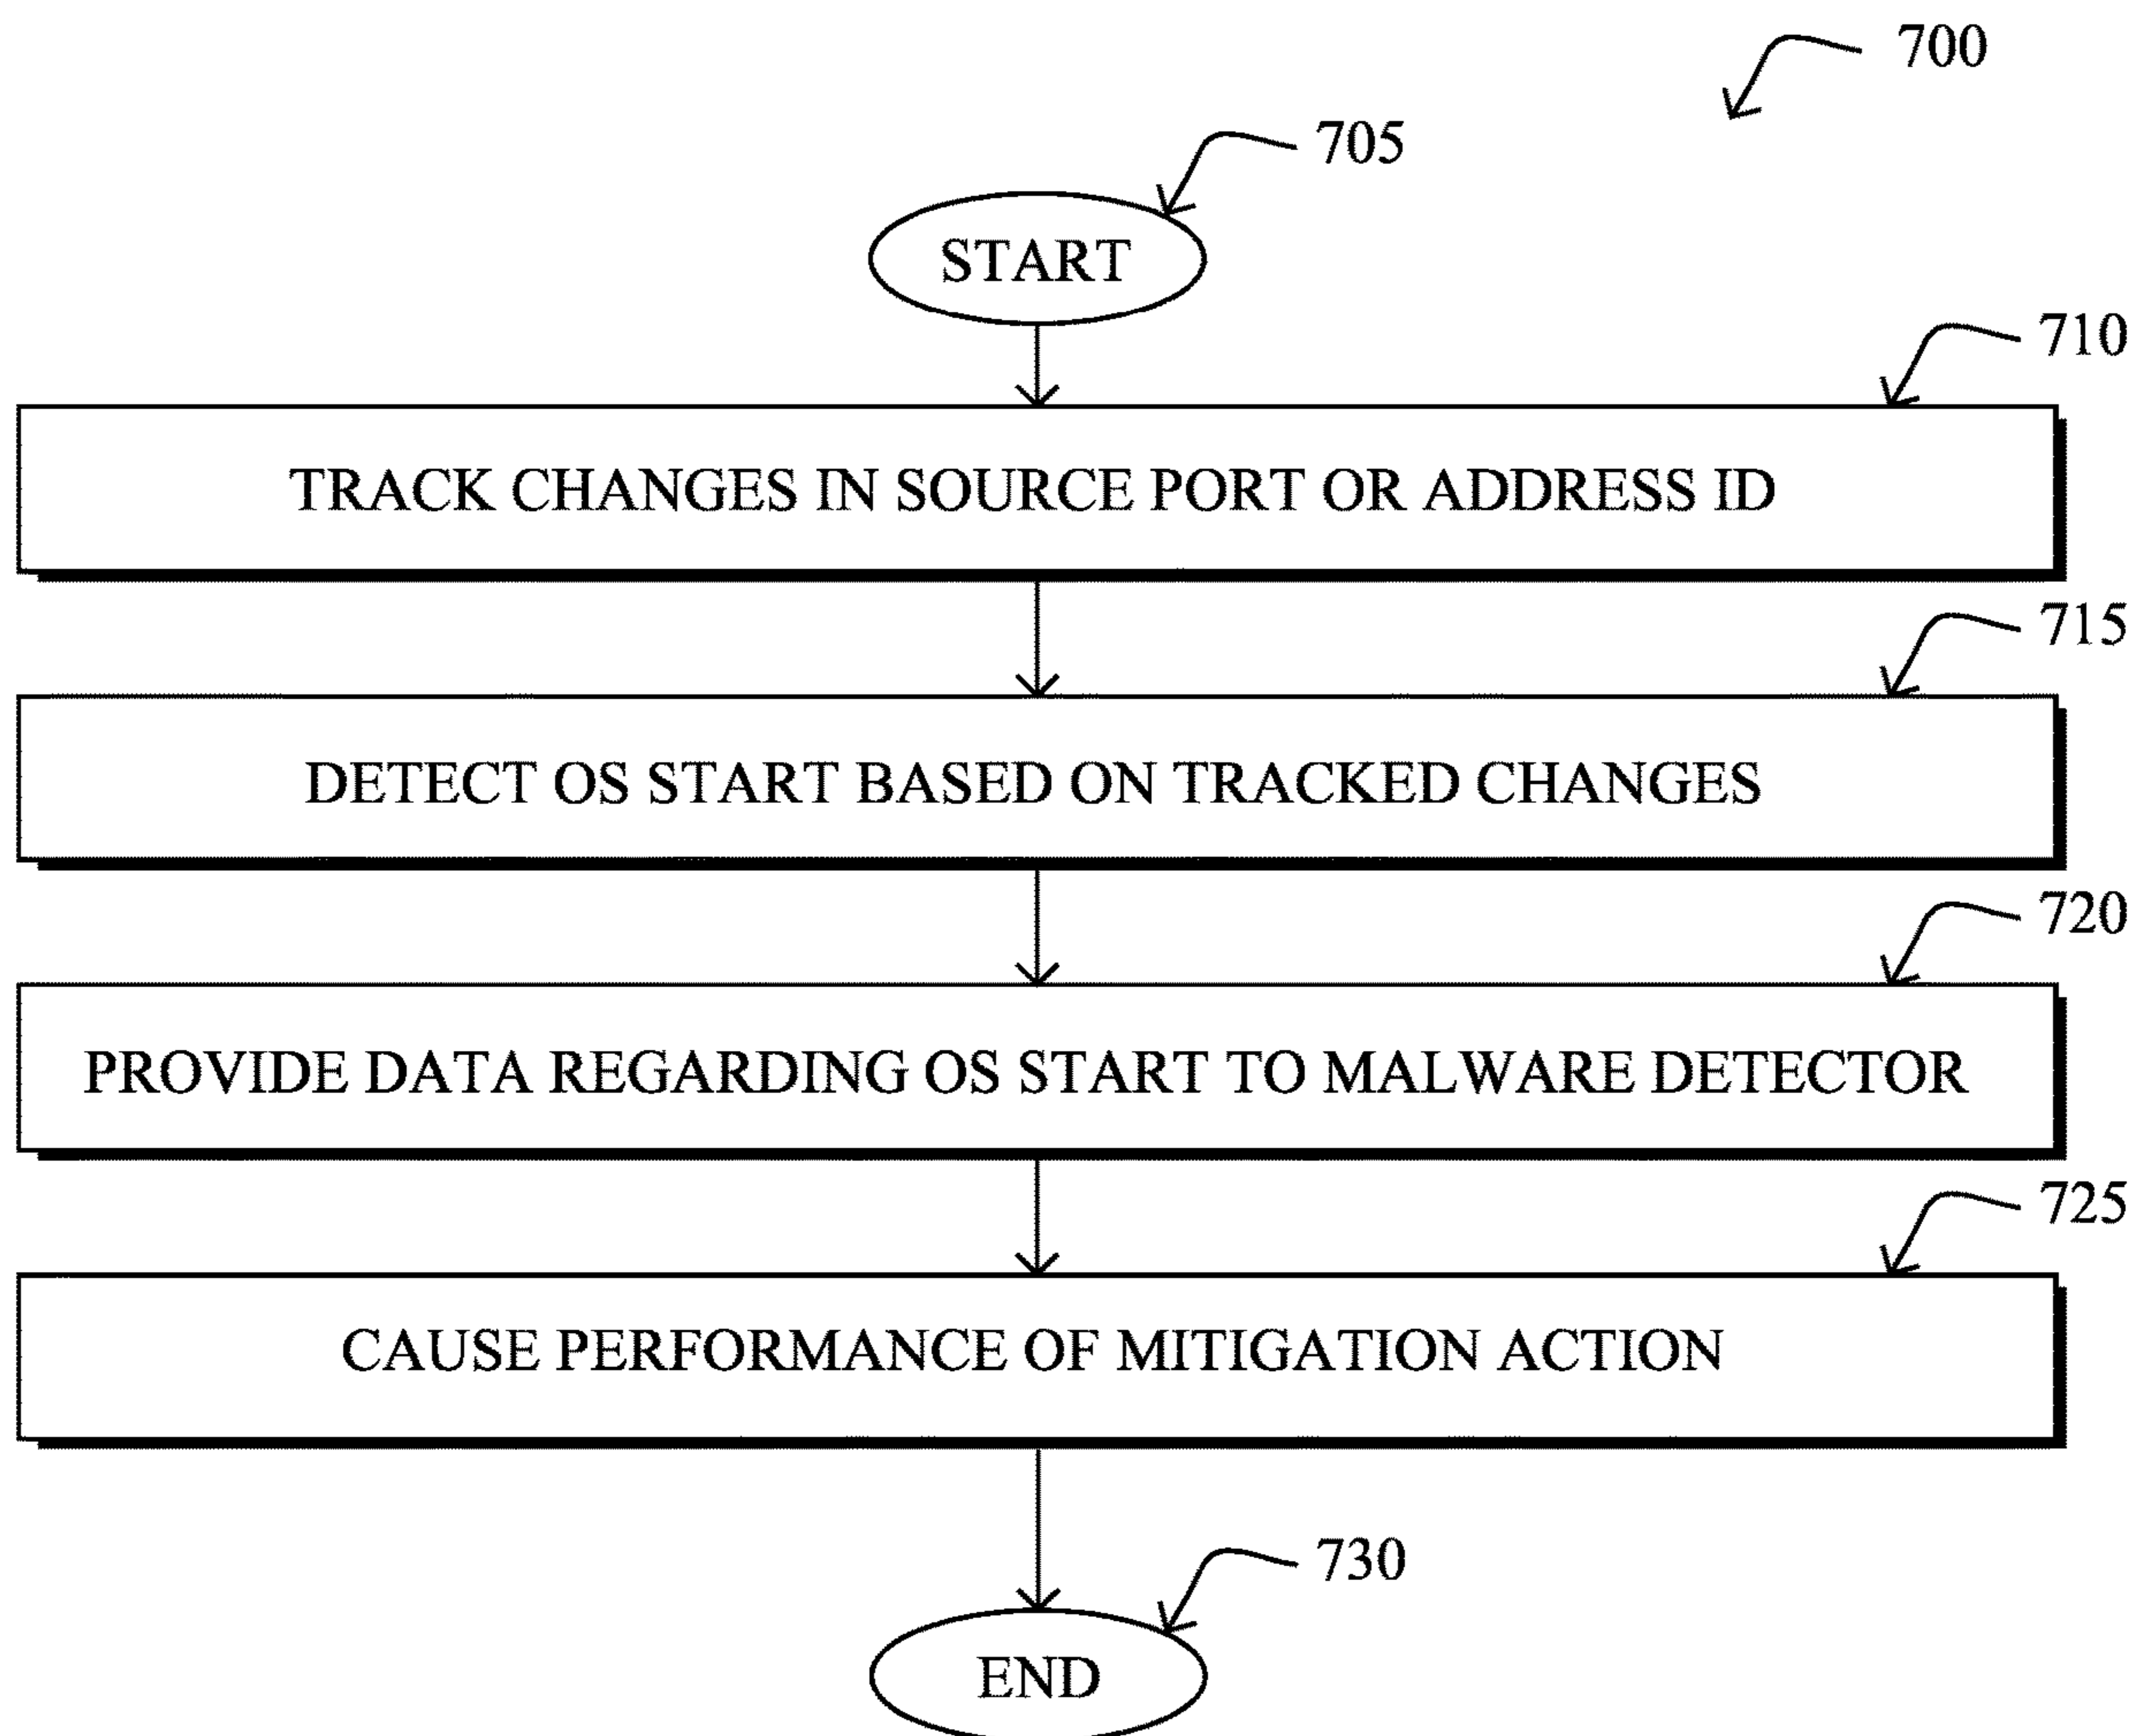 700
705
START
710
TRACK CHANGES IN SOURCE PORT OR ADDRESS ID
715
DETECT OS START BASED ON TRACKED CHANGES
720
PROVIDE DATA REGARDING OS START TO MALWARE DETECTOR
725
CAUSE PERFORMANCE OF MITIGATION ACTION
730
END